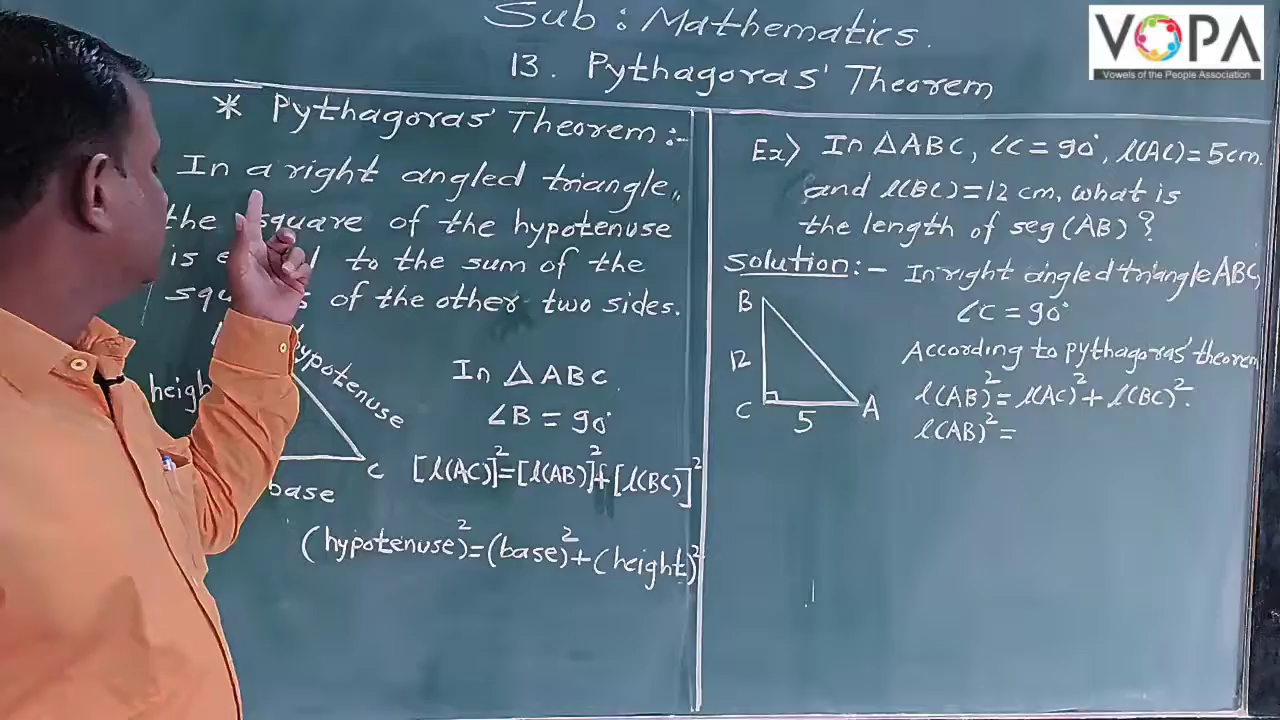 Sub : Mathematics.
13. Pythagoras' Theorem
VOPA
Vowels of the People Association
* Pythagoras' Theorem :-
In a right angled triangle,,
the square of the hypotenuse
is to the sum of the
of the other two sides.
hypotenuse
base
C
In △ABC.
∠B = 90°
[l(AC)]²=[l(AB)]²+[l(BC)]²
(hypotenuse)²=(base)²+(height)²
Ex) In △ABC, ∠C = 90°, l(AC) = 5cm.
and l(BC) = 12 cm, what is
the length of seg (AB) ?
Solution :- In right angled triangle ABC,
∠C = 90°
According to pythagoras' theorem
l(AB)² = l(AC)² + l(BC)².
l(AB)² =
B
12
C
5
A